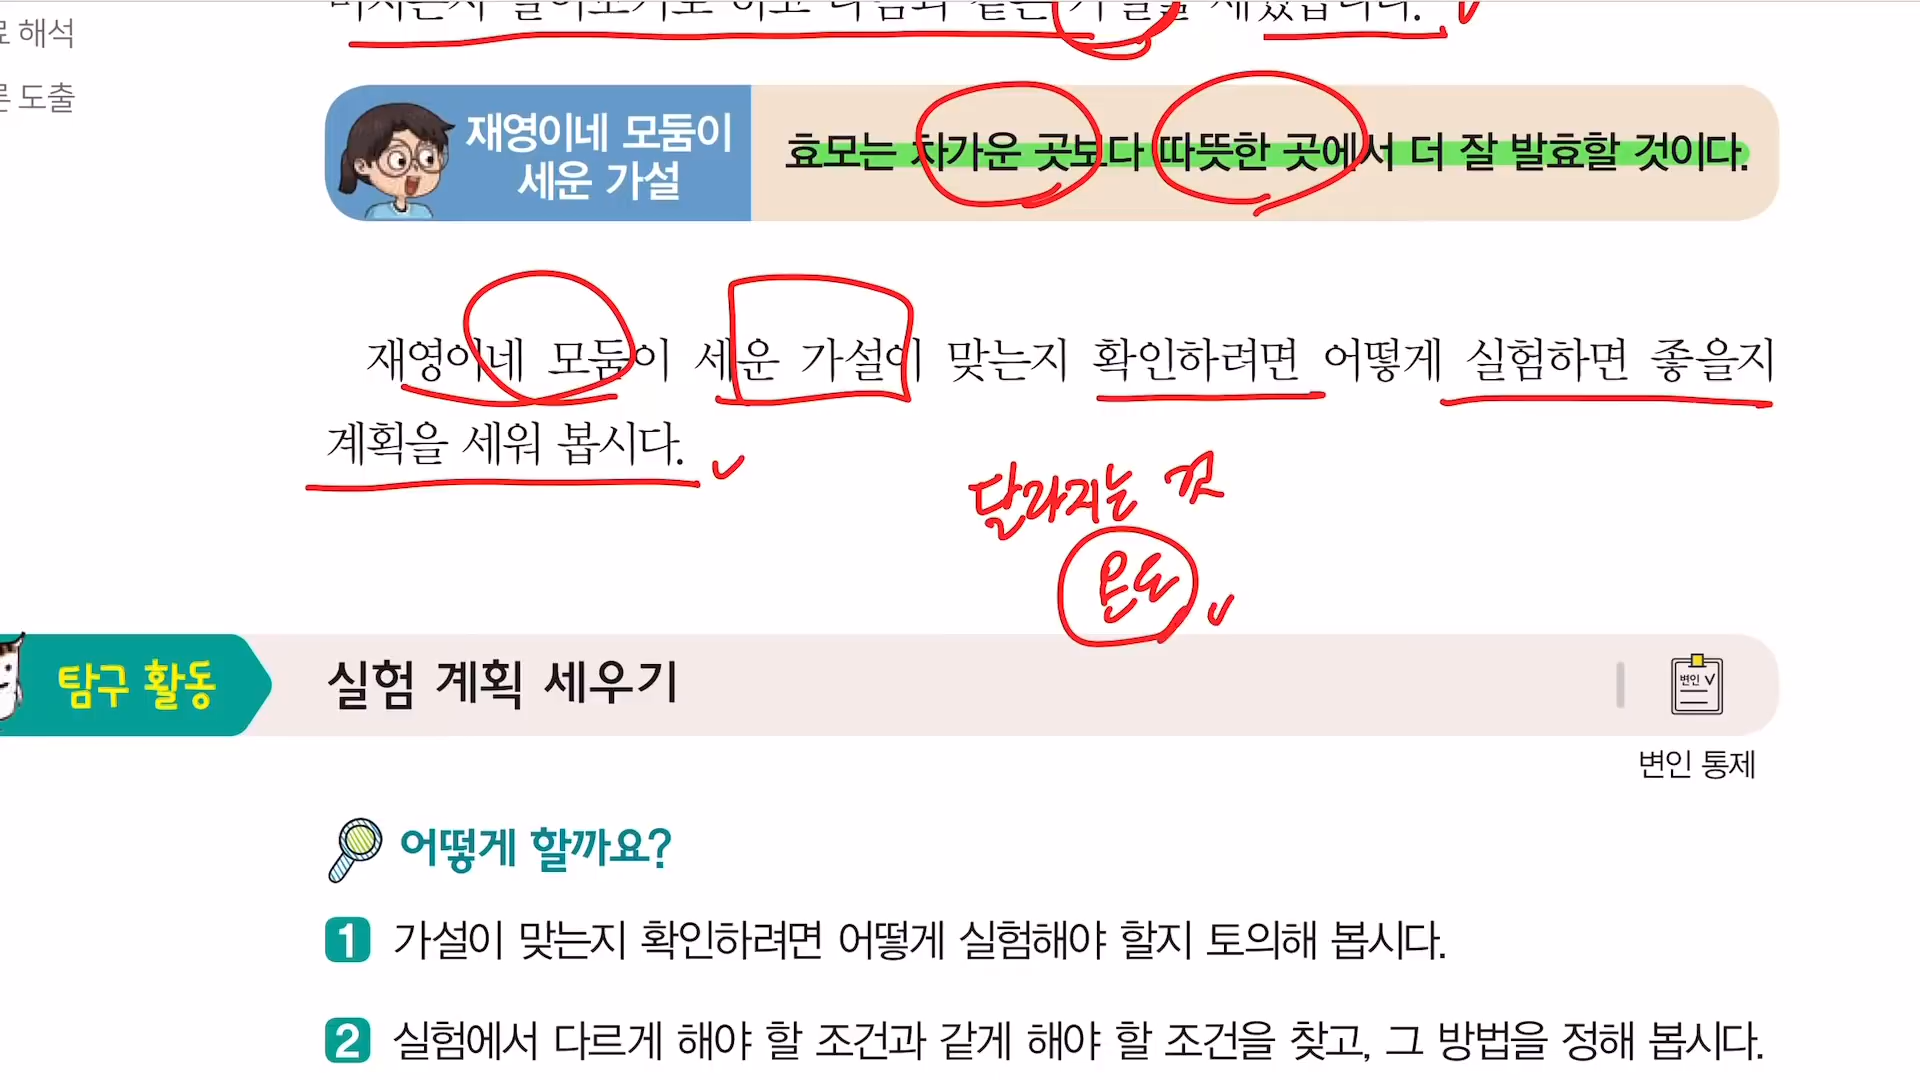 해석
도출
재영이네 모둠이
세운 가설
효모는 차가운 곳보다 따뜻한 곳에서 더 잘 발효할 것이다.
재영이네 모둠이 세운 가설이 맞는지 확인하려면 어떻게 실험하면 좋을지
계획을 세워 봅시다.
달라지는 것
온도
탐구 활동
실험 계획 세우기
변인
변인 통제
어떻게 할까요?
1 가설이 맞는지 확인하려면 어떻게 실험해야 할지 토의해 봅시다.
2 실험에서 다르게 해야 할 조건과 같게 해야 할 조건을 찾고, 그 방법을 정해 봅시다.